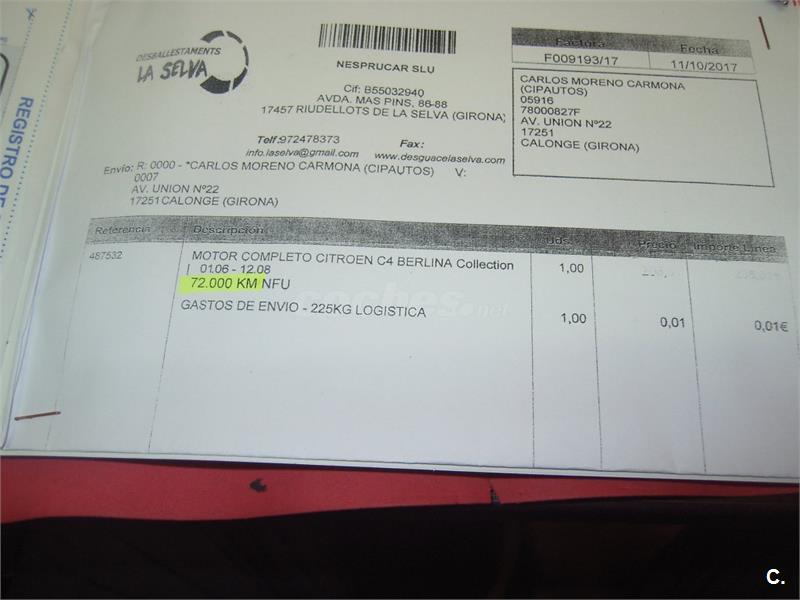 DESBALLESTAMENTS
LA SELVA
NESPRUCAR SLU
Cif: B55032940
AVDA. MAS PINS, 86-88
17457 RIUDELLOTS DE LA SELVA (GIRONA)
Telf:972478373 Fax:
info.laselva@gmail.com www.desguacelaselva.com
Factura Fecha
F009193/17 11/10/2017
CARLOS MORENO CARMONA
(CIPAUTOS)
05916
78000827F
AV. UNION Nº22
17251
CALONGE (GIRONA)
Envío: R: 0000 - *CARLOS MORENO CARMONA (CIPAUTOS) V:
0007
AV. UNION Nº22
17251 CALONGE (GIRONA)
Referencia Descripción Uds. Precio Importe Línea
487532 MOTOR COMPLETO CITROEN C4 BERLINA Collection 1,00
| 01.06 - 12.08
72.000 KM NFU
GASTOS DE ENVIO - 225KG LOGISTICA 1,00 0,01 0,01€
coches.net
REGISTRO DE
C.